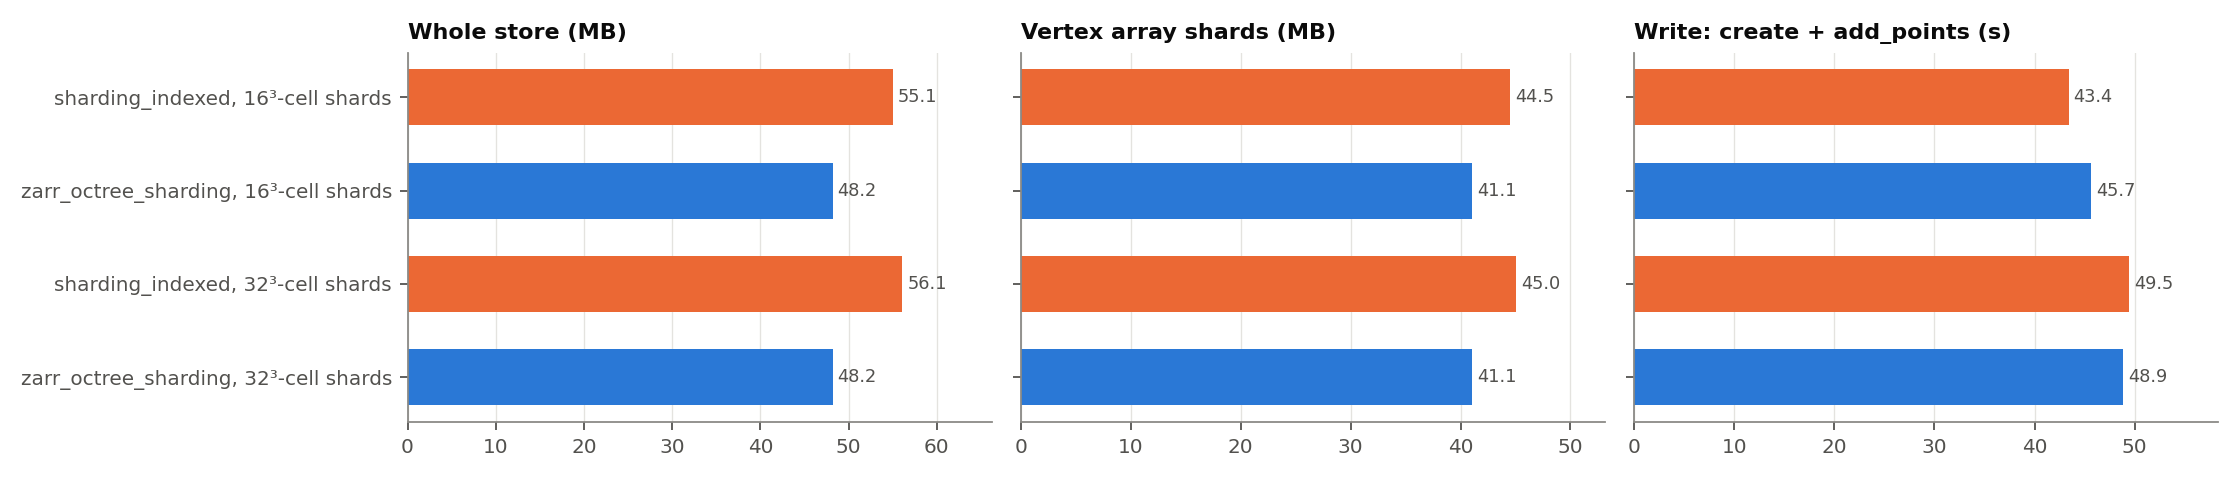 Whole store (MB)
Vertex array shards (MB)
Write: create + add_points (s)
sharding_indexed, 16³-cell shards
55.1
44.5
43.4
zarr_octree_sharding, 16³-cell shards
48.2
41.1
45.7
sharding_indexed, 32³-cell shards
56.1
45.0
49.5
zarr_octree_sharding, 32³-cell shards
48.2
41.1
48.9
0 10 20 30 40 50 60
0 10 20 30 40 50
0 10 20 30 40 50